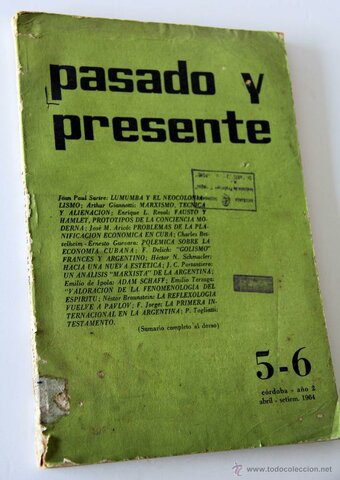 pasado y
presente
Jean Paul Sartre: LUMUMBA Y EL NEOCOLONIA-
LISMO; Arthur Giannotti: MARXISMO, TECNICA
Y ALIENACION; Enrique L. Revol: FAUSTO Y
HAMLET, PROTOTIPOS DE LA CONCIENCIA MO-
DERNA; José M. Aricó: PROBLEMAS DE LA PLA-
NIFICACION ECONOMICA EN CUBA; Charles Bet-
telheim - Ernesto Guevara: POLEMICA SOBRE LA
ECONOMIA CUBANA; F. Delich: "GOLISMO"
FRANCES Y ARGENTINO; Héctor N. Schmucler:
HACIA UNA NUEVA ESTETICA; J. C. Portantiero:
UN ANALISIS "MARXISTA" DE LA ARGENTINA;
Emilio de Ipola: ADAM SCHAFF; Emilio Terzaga:
"VALORACION DE LA FENOMENOLOGIA DEL
ESPIRITU; Néstor Braunstein: LA REFLEXOLOGIA
VUELVE A PAVLOV; F. Jorge: LA PRIMERA IN-
TERNACIONAL EN LA ARGENTINA; P. Togliatti:
TESTAMENTO.
(Sumario completo al dorso)
5-6
córdoba - año 2
abril - setiem. 1964
© todocoleccion.net